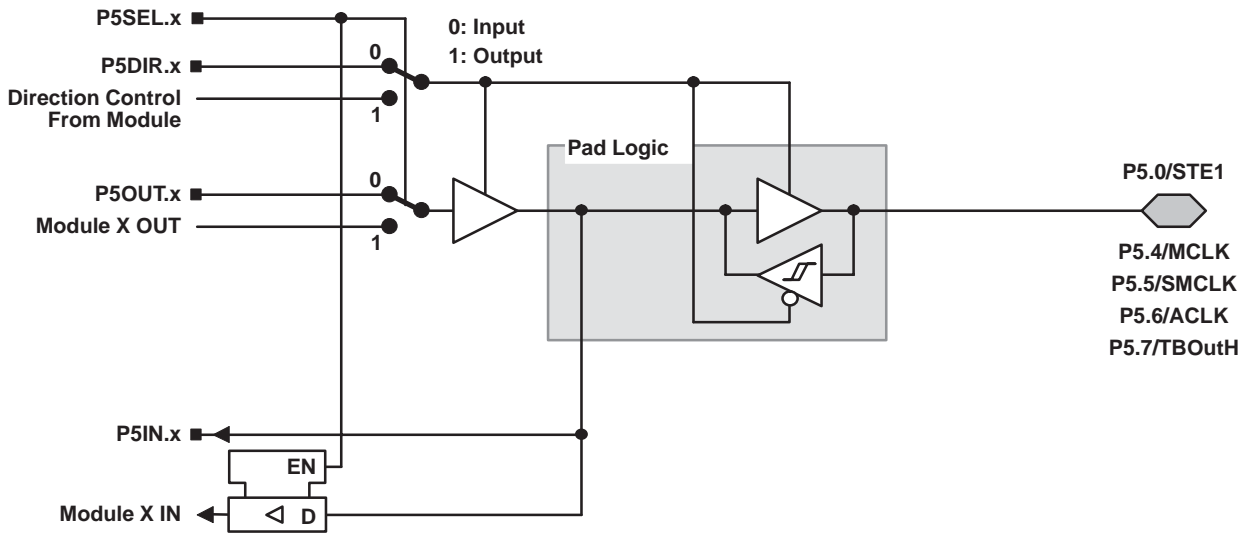 P5SEL.x
0: Input
1: Output
P5DIR.x
0
Direction Control
From Module
1
Pad Logic
P5.0/STE1
P5OUT.x
0
Module X OUT
1
P5.4/MCLK
P5.5/SMCLK
P5.6/ACLK
P5.7/TBOutH
P5IN.x
EN
Module X IN
D